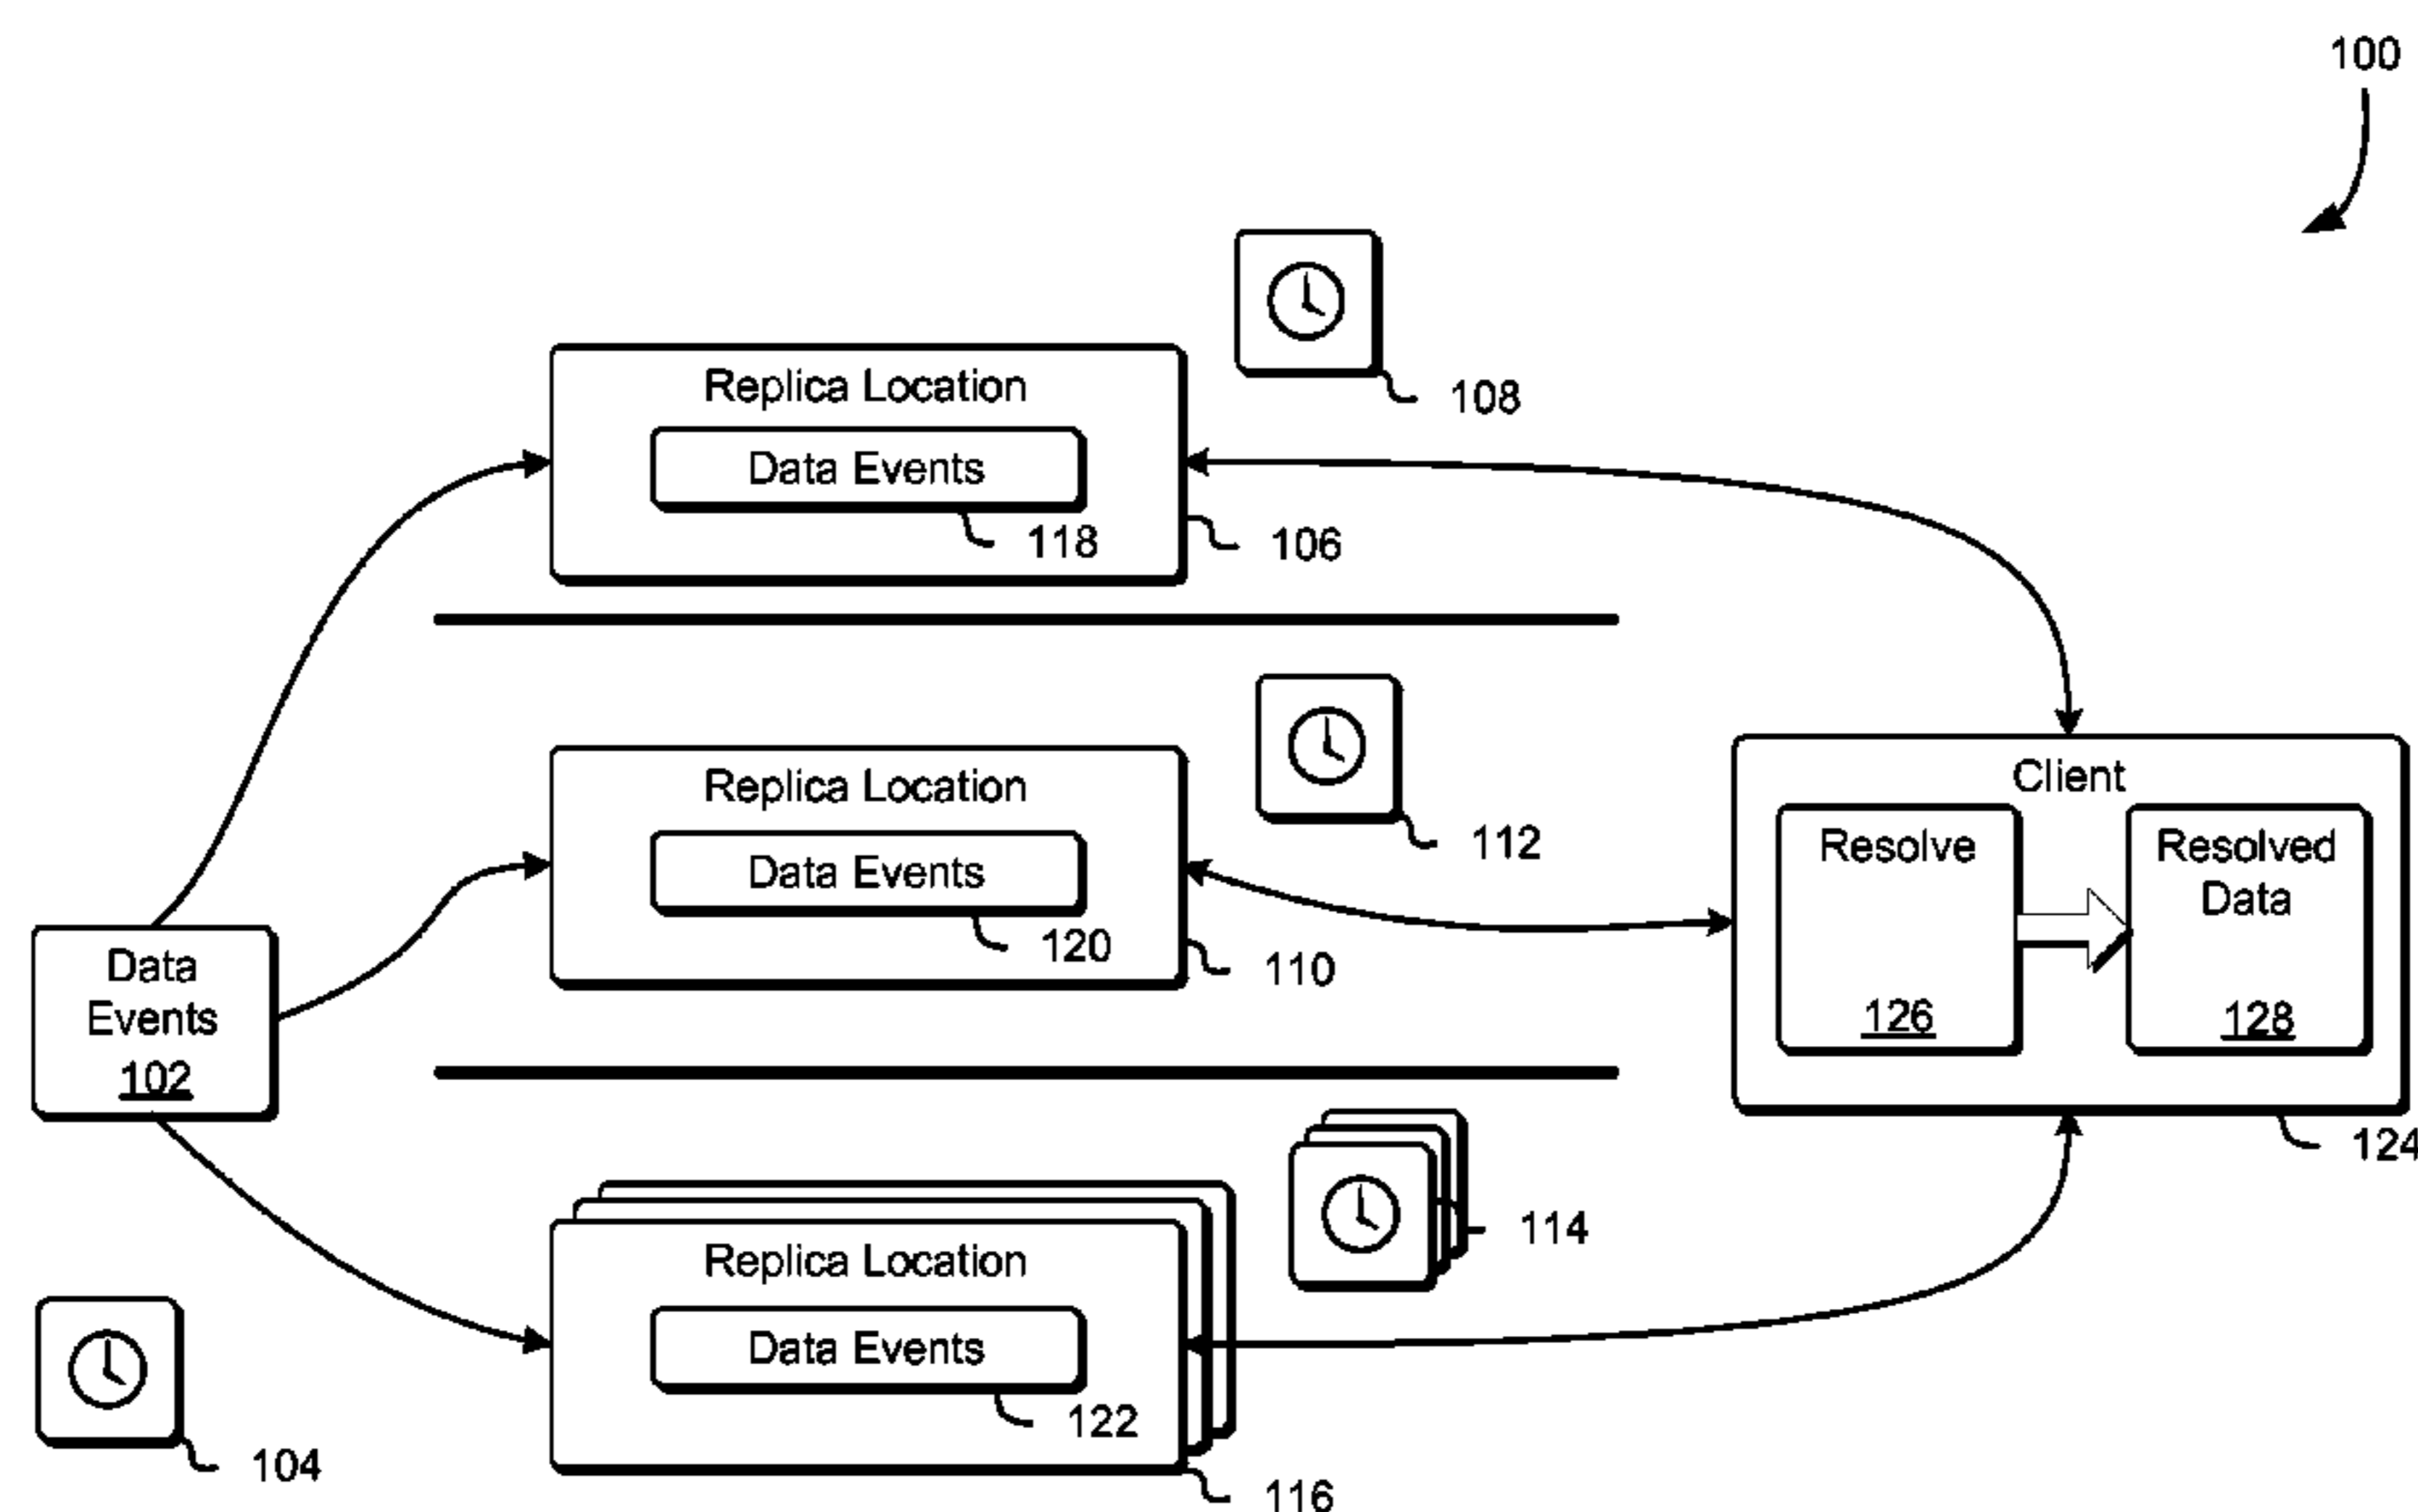 100
108
Replica Location
Data Events
118
106
112
Replica Location
Data Events
120
110
Client
Resolve
126
Resolved
Data
128
124
Data
Events
102
114
Replica Location
Data Events
122
116
104